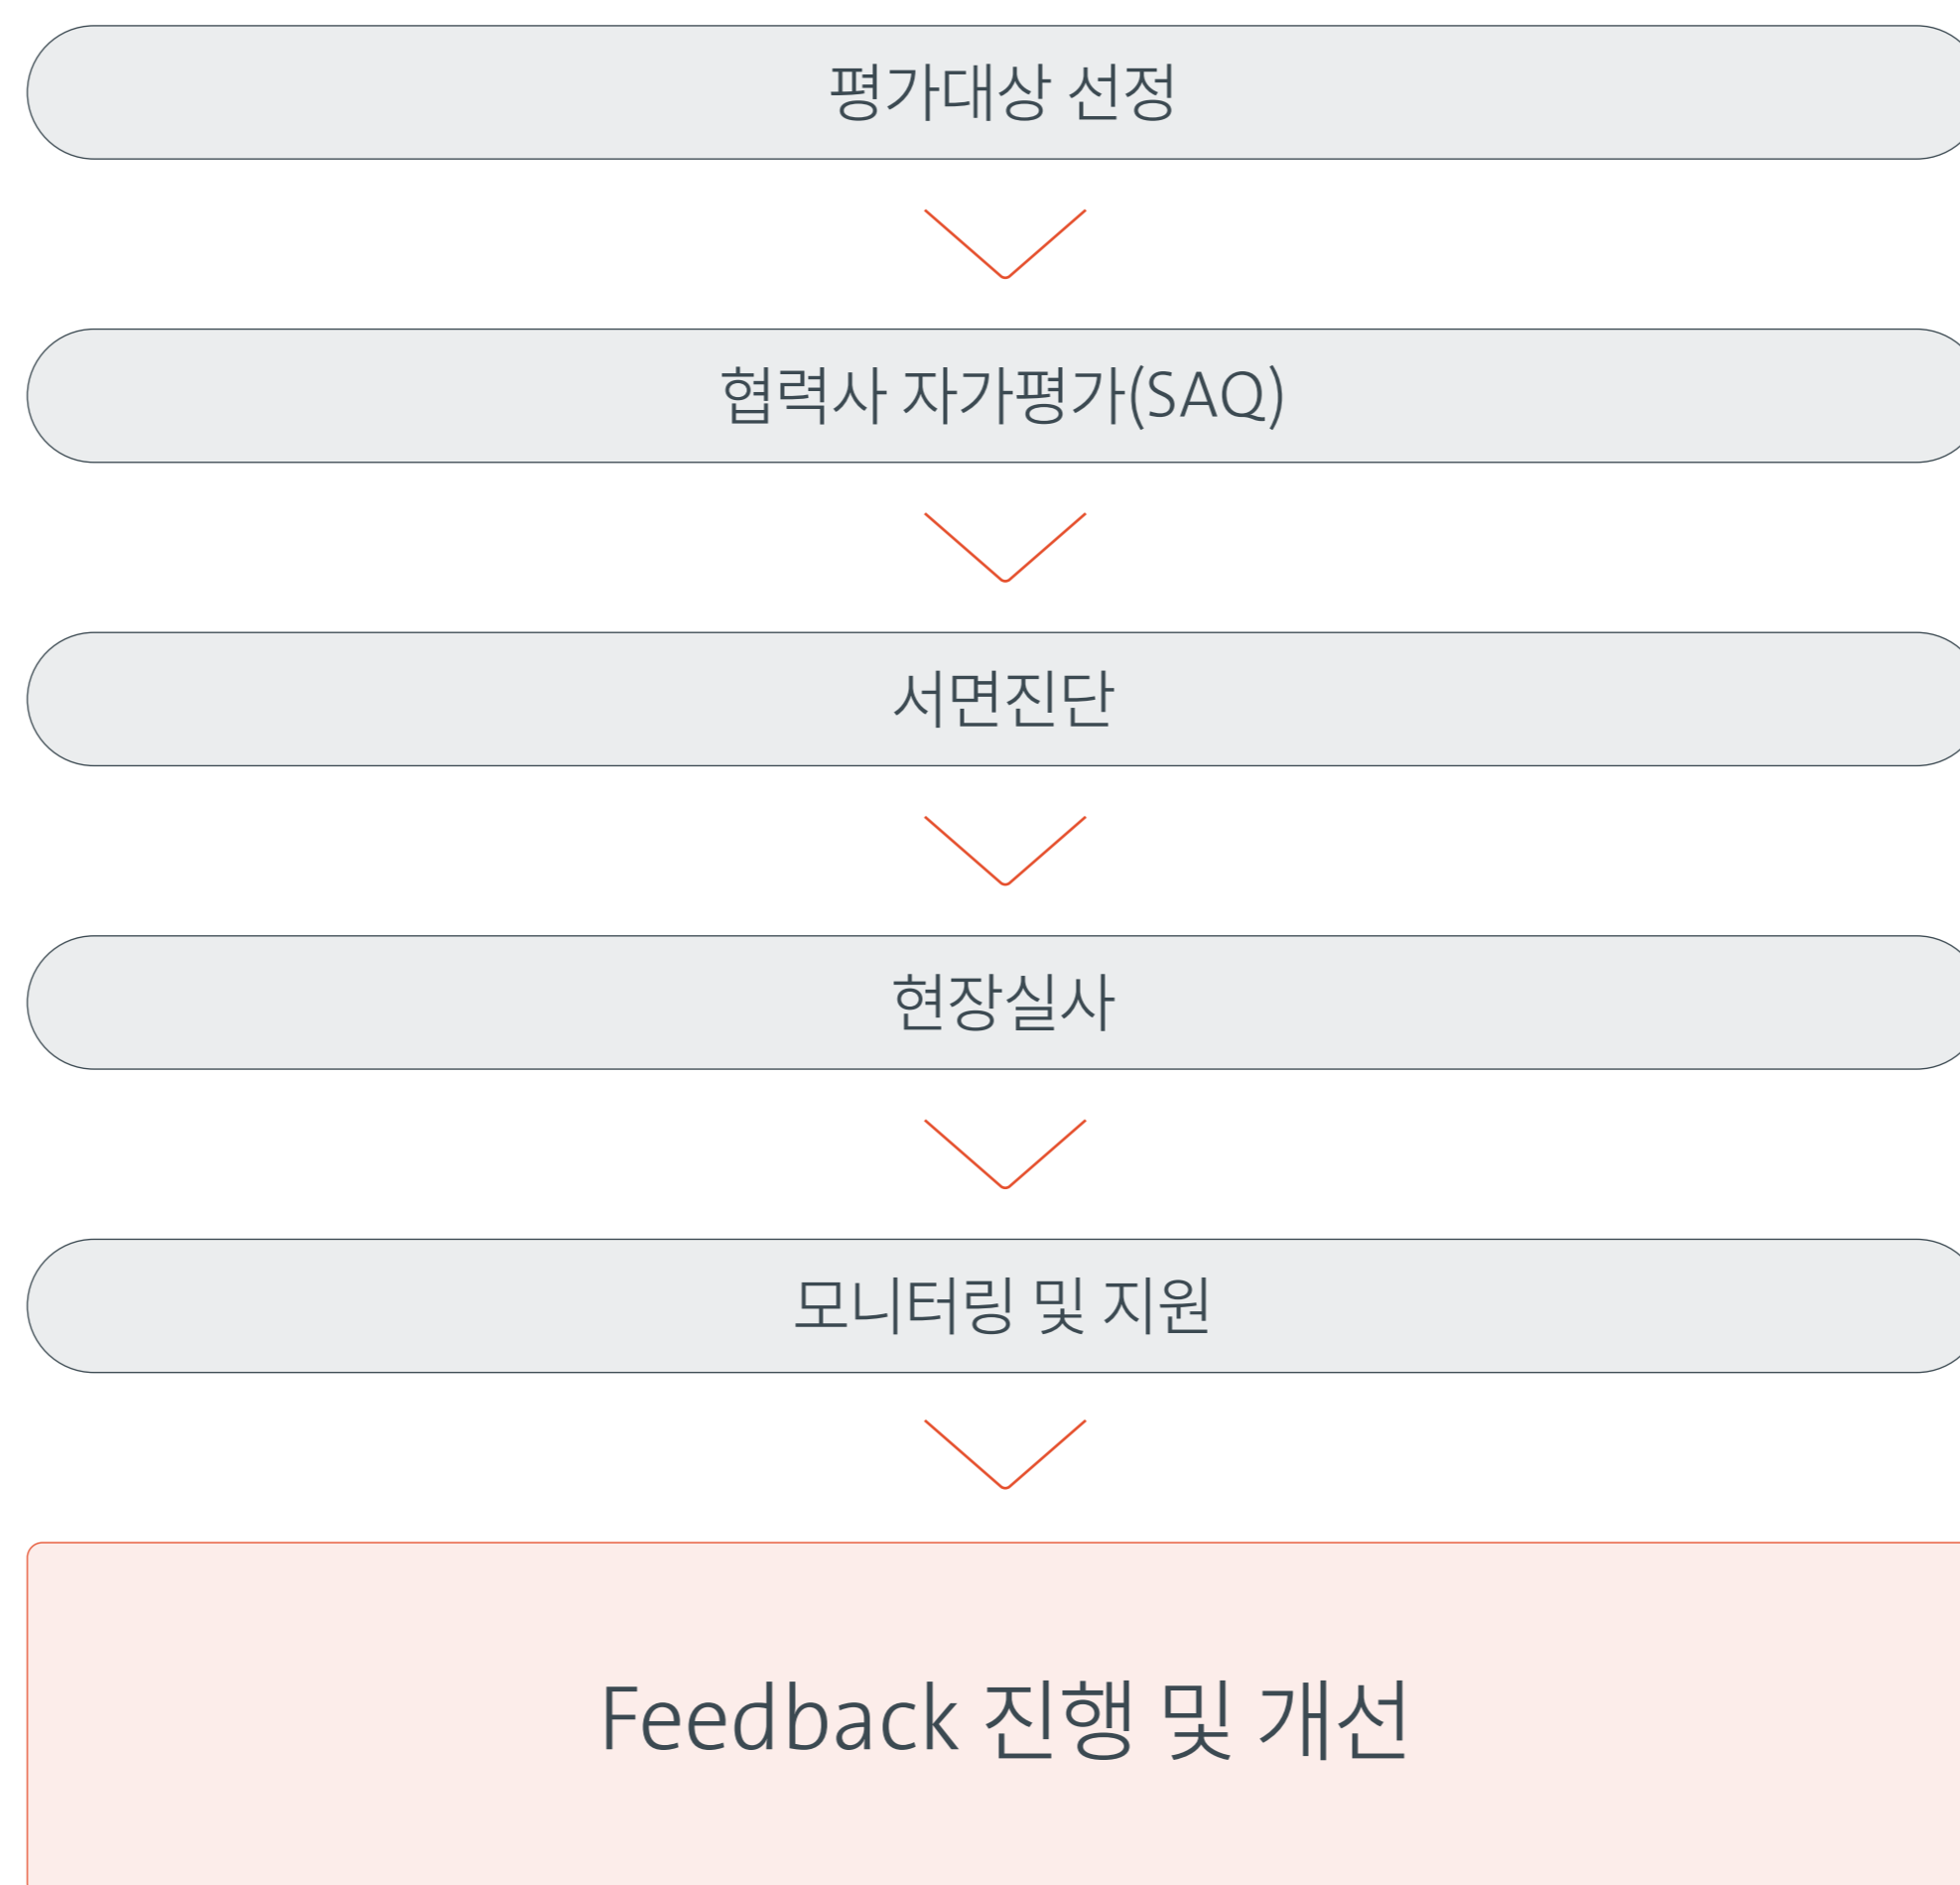 평가대상 선정
협력사 자가평가(SAQ)
서면진단
현장실사
모니터링 및 지원
Feedback 진행 및 개선